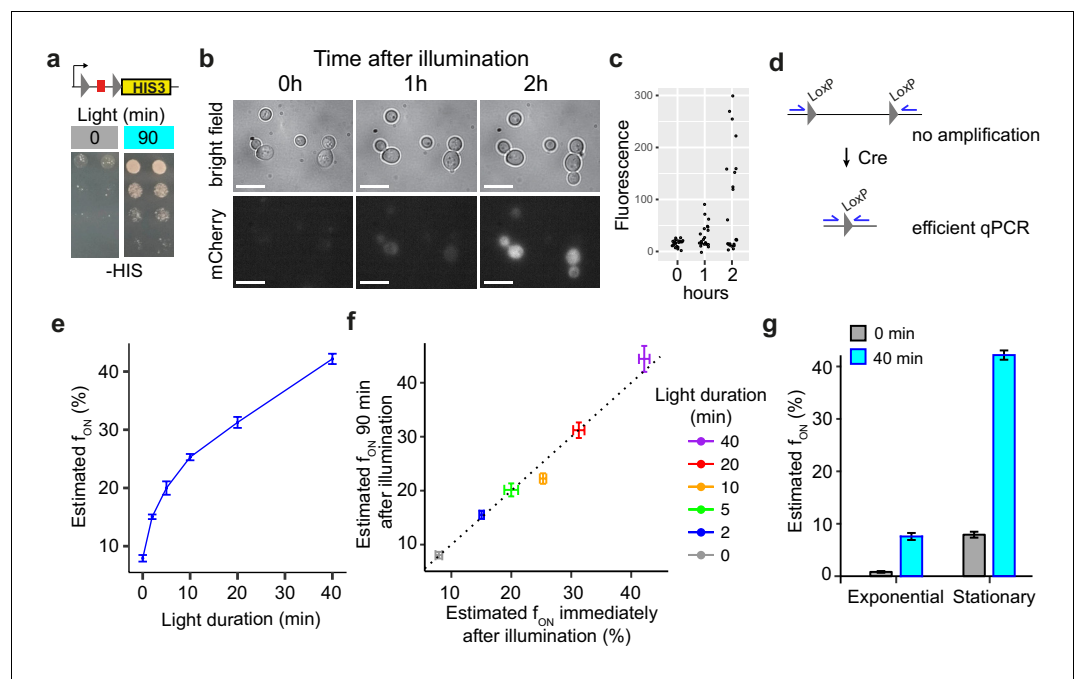 a
HIS3
Light (min)
0 90
-HIS
b
Time after illumination
0h 1h 2h
bright field
mCherry
c
Fluorescence
300
200
100
0
0 1 2
hours
d
LoxP LoxP
no amplification
Cre
LoxP
efficient qPCR
e
Estimated fON (%)
40
30
20
10
0 10 20 30 40
Light duration (min)
f
Estimated fON 90 min
after illumination
40
30
20
10
10 20 30 40
Estimated fON immediately
after illumination (%)
Light duration
(min)
40
20
10
5
2
0
g
0 min
40 min
Estimated fON (%)
40
30
20
10
0
Exponential Stationary